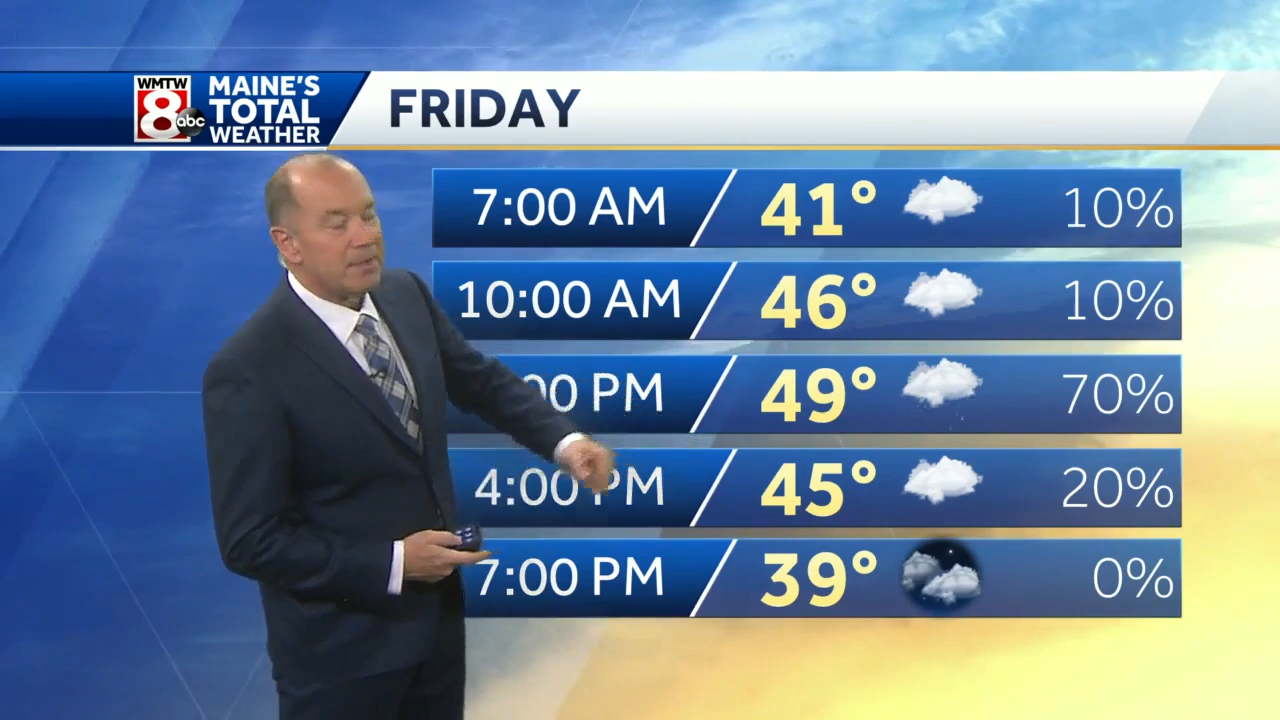 WMTW
8
abc
MAINE'S
TOTAL
WEATHER
FRIDAY
7:00 AM 41° 10%
10:00 AM 46° 10%
00 PM 49° 70%
4:00 PM 45° 20%
7:00 PM 39° 0%